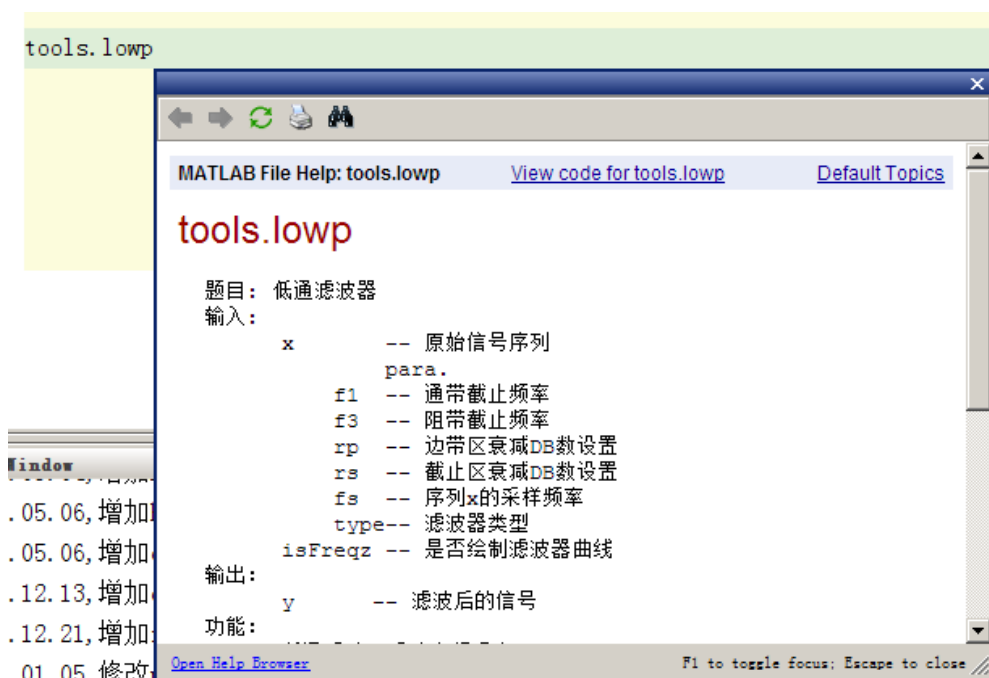 tools.lowp
MATLAB File Help: tools.lowp View code for tools.lowp Default Topics
tools.lowp
题目: 低通滤波器
输入:
x -- 原始信号序列
para.
f1 -- 通带截止频率
f3 -- 阻带截止频率
rp -- 边带区衰减DB数设置
rs -- 截止区衰减DB数设置
fs -- 序列x的采样频率
type-- 滤波器类型
isFreqz -- 是否绘制滤波器曲线
输出:
y -- 滤波后的信号
功能:
Open Help Browser F1 to toggle focus; Escape to close
Window
.05.06,增加
.05.06,增加
.12.13,增加
.12.21,增加
01.05,修改